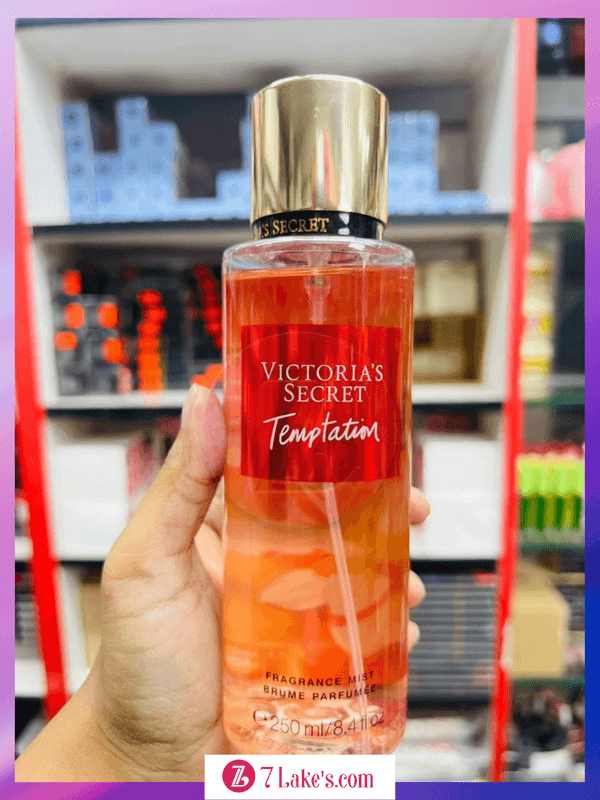 'S SECRET
VICTORIA'S
SECRET
Temptation
FRAGRANCE MIST
BRUME PARFUMÉE
℮ 250 ml/8.4 fl oz
7 Lake's.com